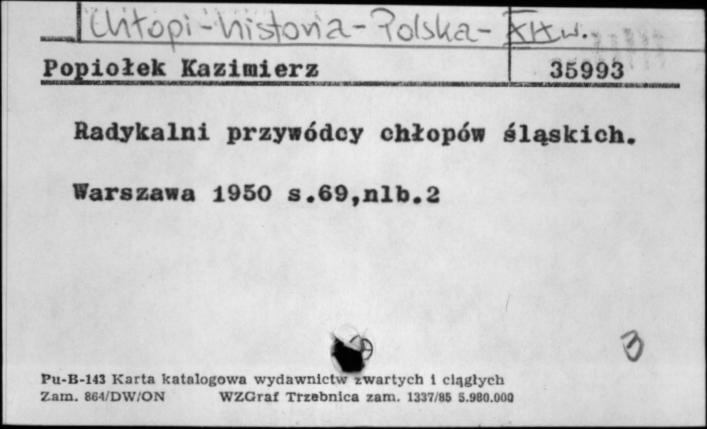 Chłopi-historia-Polska-
Popiołek Kazimierz 35993
Radykalni przywódcy chłopów śląskich.
Warszawa 1950 s.69,nlb.2
3
Pu-B-143 Karta katalogowa wydawnictw zwartych i ciągłych
Zam. 864/DW/ON WZGraf Trzebnica zam. 1337/85 5.980.000